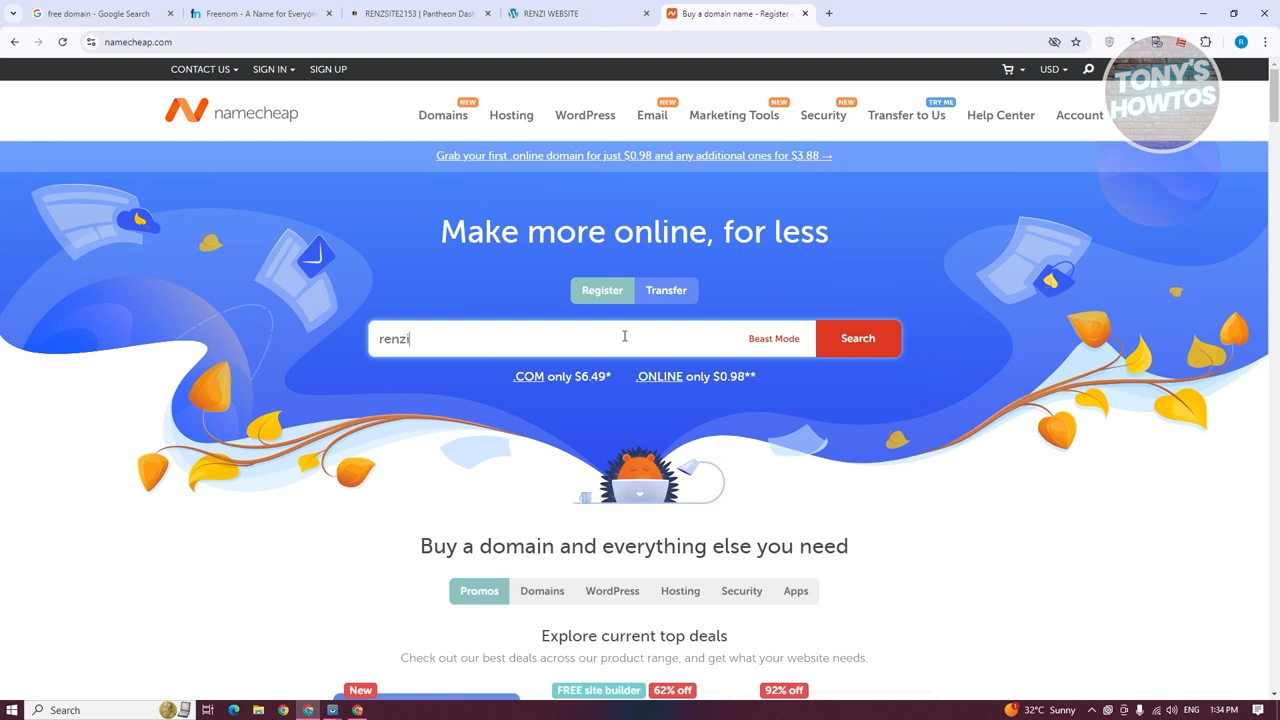 free domain - Google Search
Freenom - A Name for Everyon
RENZSITE2153 | Pantheon Dash
RENZI WEBSITE
Buy a domain name - Register
namecheap.com
R
CONTACT US
SIGN IN
SIGN UP
USD
TONY'S
HOWTOS
namecheap
NEW
NEW
NEW
NEW
TRY ME
Domains
Hosting
WordPress
Email
Marketing Tools
Security
Transfer to Us
Help Center
Account
Grab your first .online domain for just $0.98 and any additional ones for $3.88 →
Make more online, for less
Register
Transfer
renzi
Beast Mode
Search
.COM only $6.49*
.ONLINE only $0.98**
Buy a domain and everything else you need
Promos
Domains
WordPress
Hosting
Security
Apps
Explore current top deals
Check out our best deals across our product range, and get what your website needs.
New
FREE site builder
62% off
92% off
Search
32°C Sunny
ENG
1:34 PM